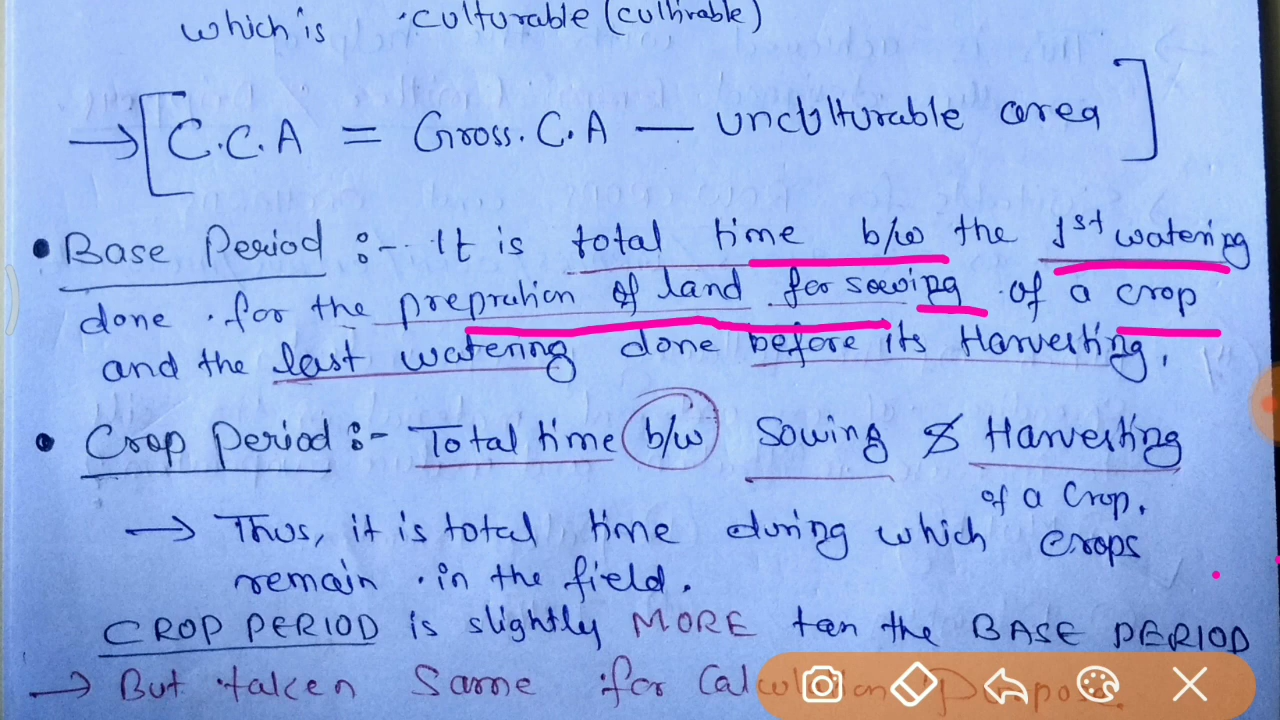 which is culturable (cultivable)
→ [C.C.A = Gross. C.A — unculturable area]
• Base Period :- It is total time b/w the 1st watering
done for the prepration of land for sowing of a crop
and the last watering done before its Harvesting.
• Crop Period :- Total time b/w Sowing & Harvesting
of a Crop.
→ Thus, it is total time during which crops
remain in the field.
CROP PERIOD is slightly MORE tan the BASE PERIOD
→ But taken Same for Calculation Purpose.